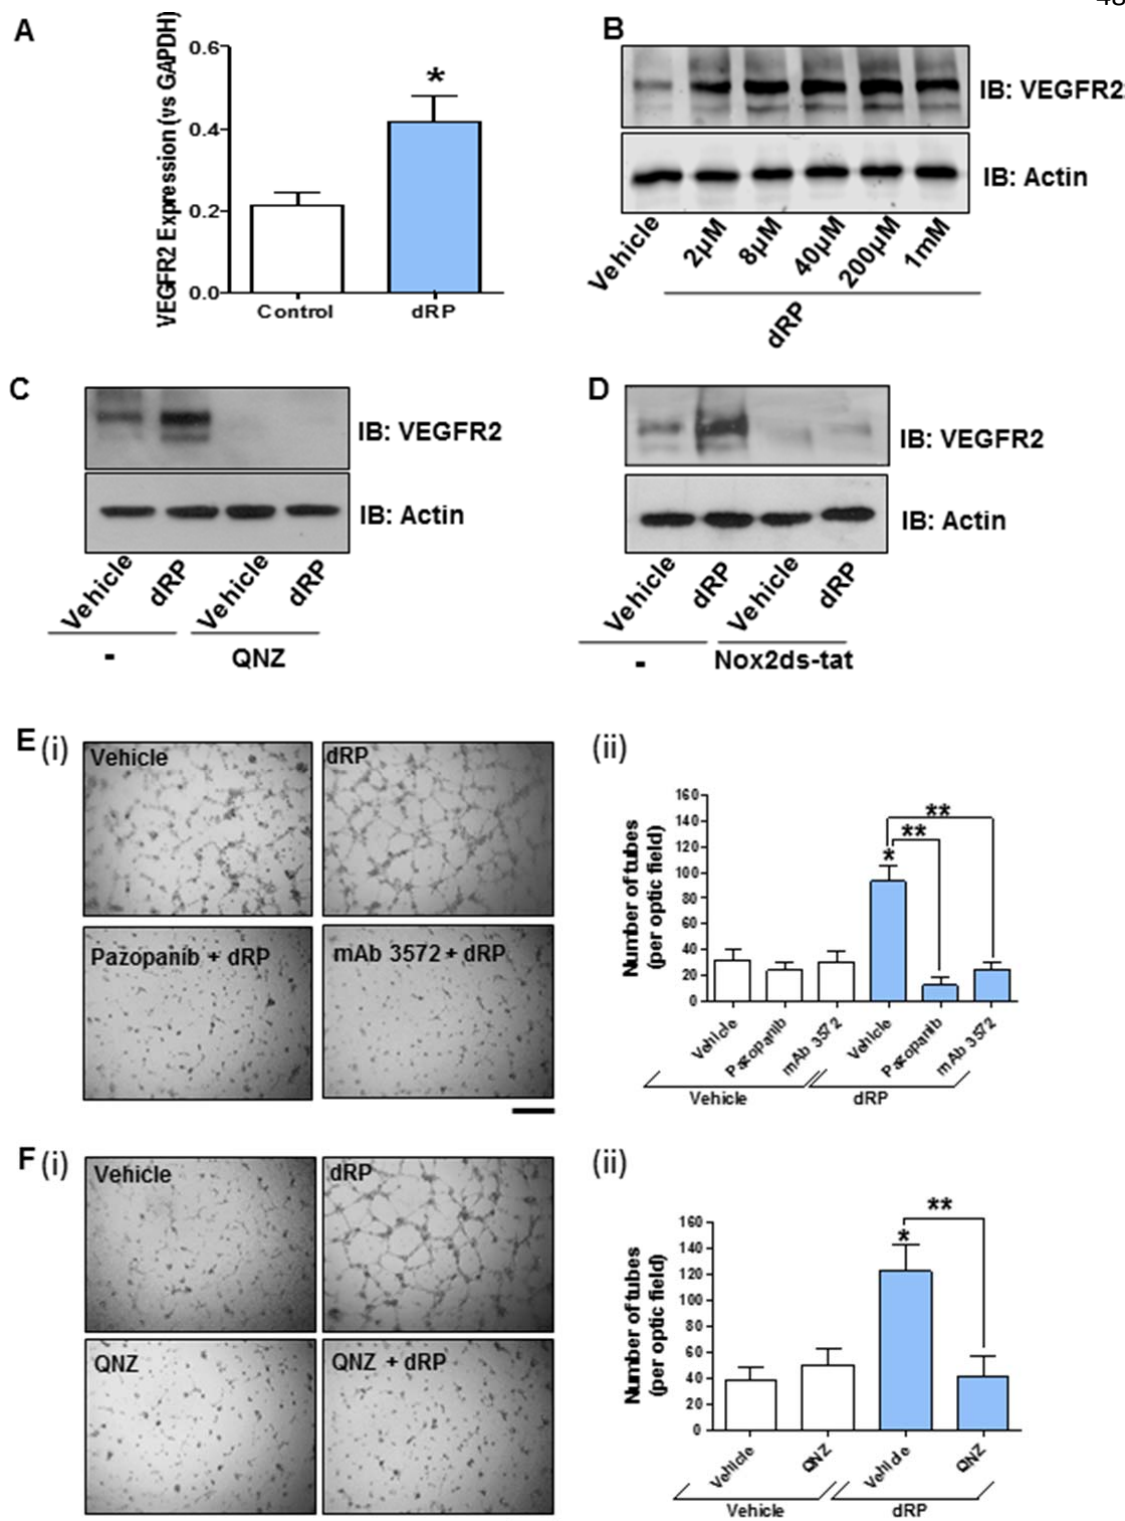 A
VEGFR2 Expression (vs GAPDH)
0.6
0.4
0.2
0.0
*
Control
dRP
B
IB: VEGFR2
IB: Actin
Vehicle
2µM
8µM
40µM
200µM
1mM
dRP
C
IB: VEGFR2
IB: Actin
Vehicle
dRP
Vehicle
dRP
-
QNZ
D
IB: VEGFR2
IB: Actin
Vehicle
dRP
Vehicle
dRP
-
Nox2ds-tat
E (i)
Vehicle
dRP
Pazopanib + dRP
mAb 3572 + dRP
(ii)
Number of tubes
(per optic field)
160
140
120
100
80
60
40
20
0
**
**
*
Vehicle
Pazopanib
mAb 3572
Vehicle
Pazopanib
mAb 3572
Vehicle
dRP
F (i)
Vehicle
dRP
QNZ
QNZ + dRP
(ii)
Number of tubes
(per optic field)
160
140
120
100
80
60
40
20
0
**
*
Vehicle
QNZ
Vehicle
QNZ
Vehicle
dRP